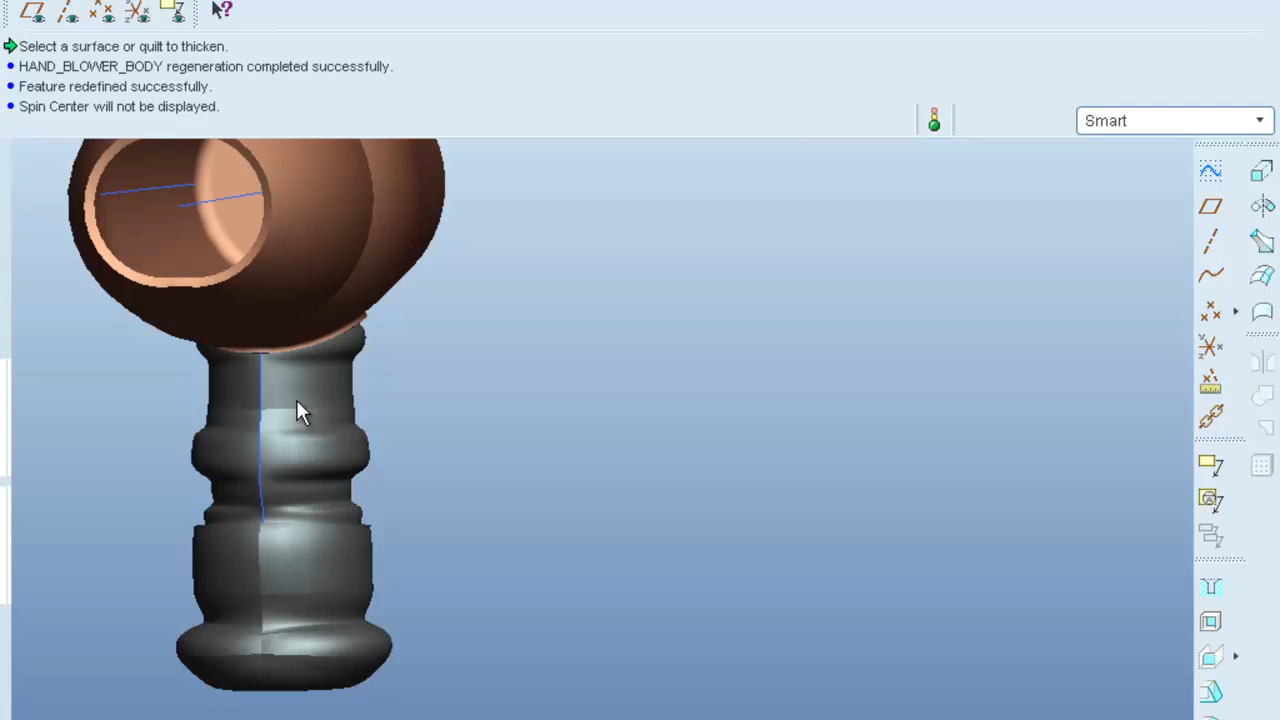 Select a surface or quilt to thicken.
HAND_BLOWER_BODY regeneration completed successfully.
Feature redefined successfully.
Spin Center will not be displayed.
Smart